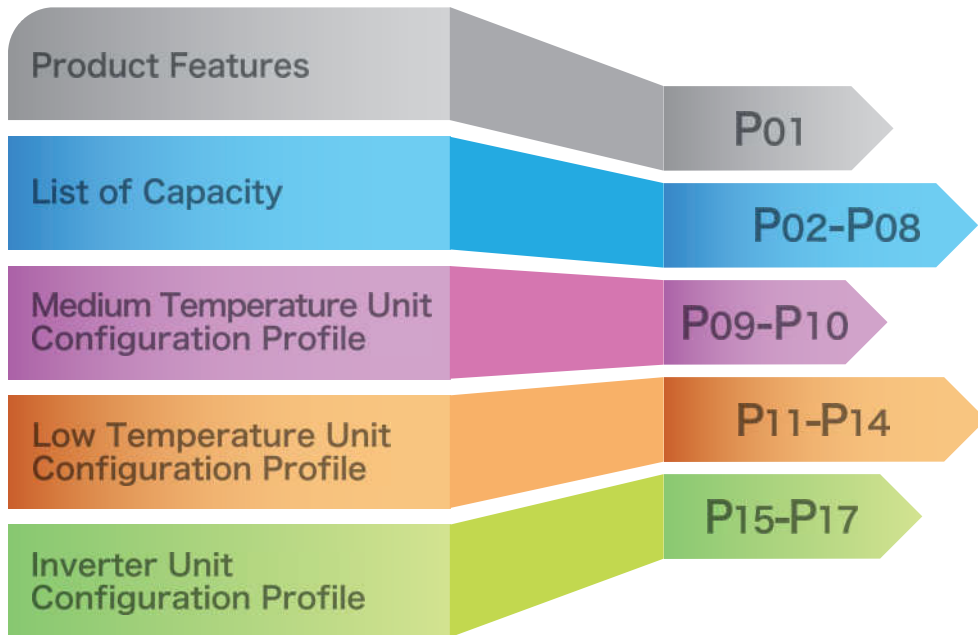 Product Features
P01
List of Capacity
P02-P08
Medium Temperature Unit
Configuration Profile
P09-P10
Low Temperature Unit
Configuration Profile
P11-P14
Inverter Unit
Configuration Profile
P15-P17